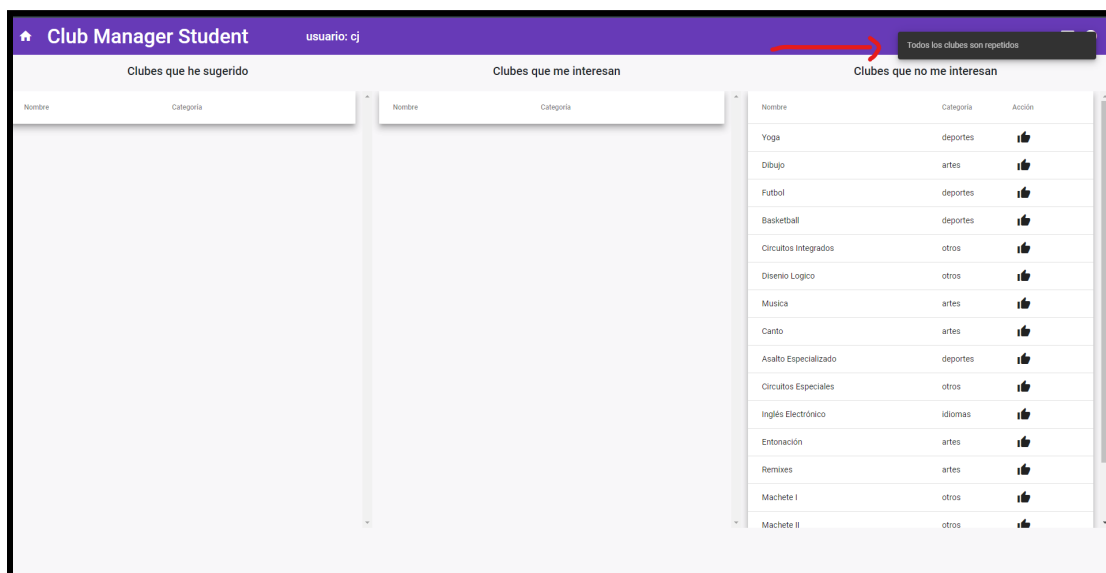 Club Manager Student usuario: cj
Todos los clubes son repetidos
Clubes que he sugerido
Nombre Categoría
Clubes que me interesan
Nombre Categoría
Clubes que no me interesan
Nombre Categoría Acción
Yoga deportes
Dibujo artes
Futbol deportes
Basketball deportes
Circuitos Integrados otros
Disenio Logico otros
Musica artes
Canto artes
Asalto Especializado deportes
Circuitos Especiales otros
Inglés Electrónico idiomas
Entonación artes
Remixes artes
Machete I otros
Machete II otros